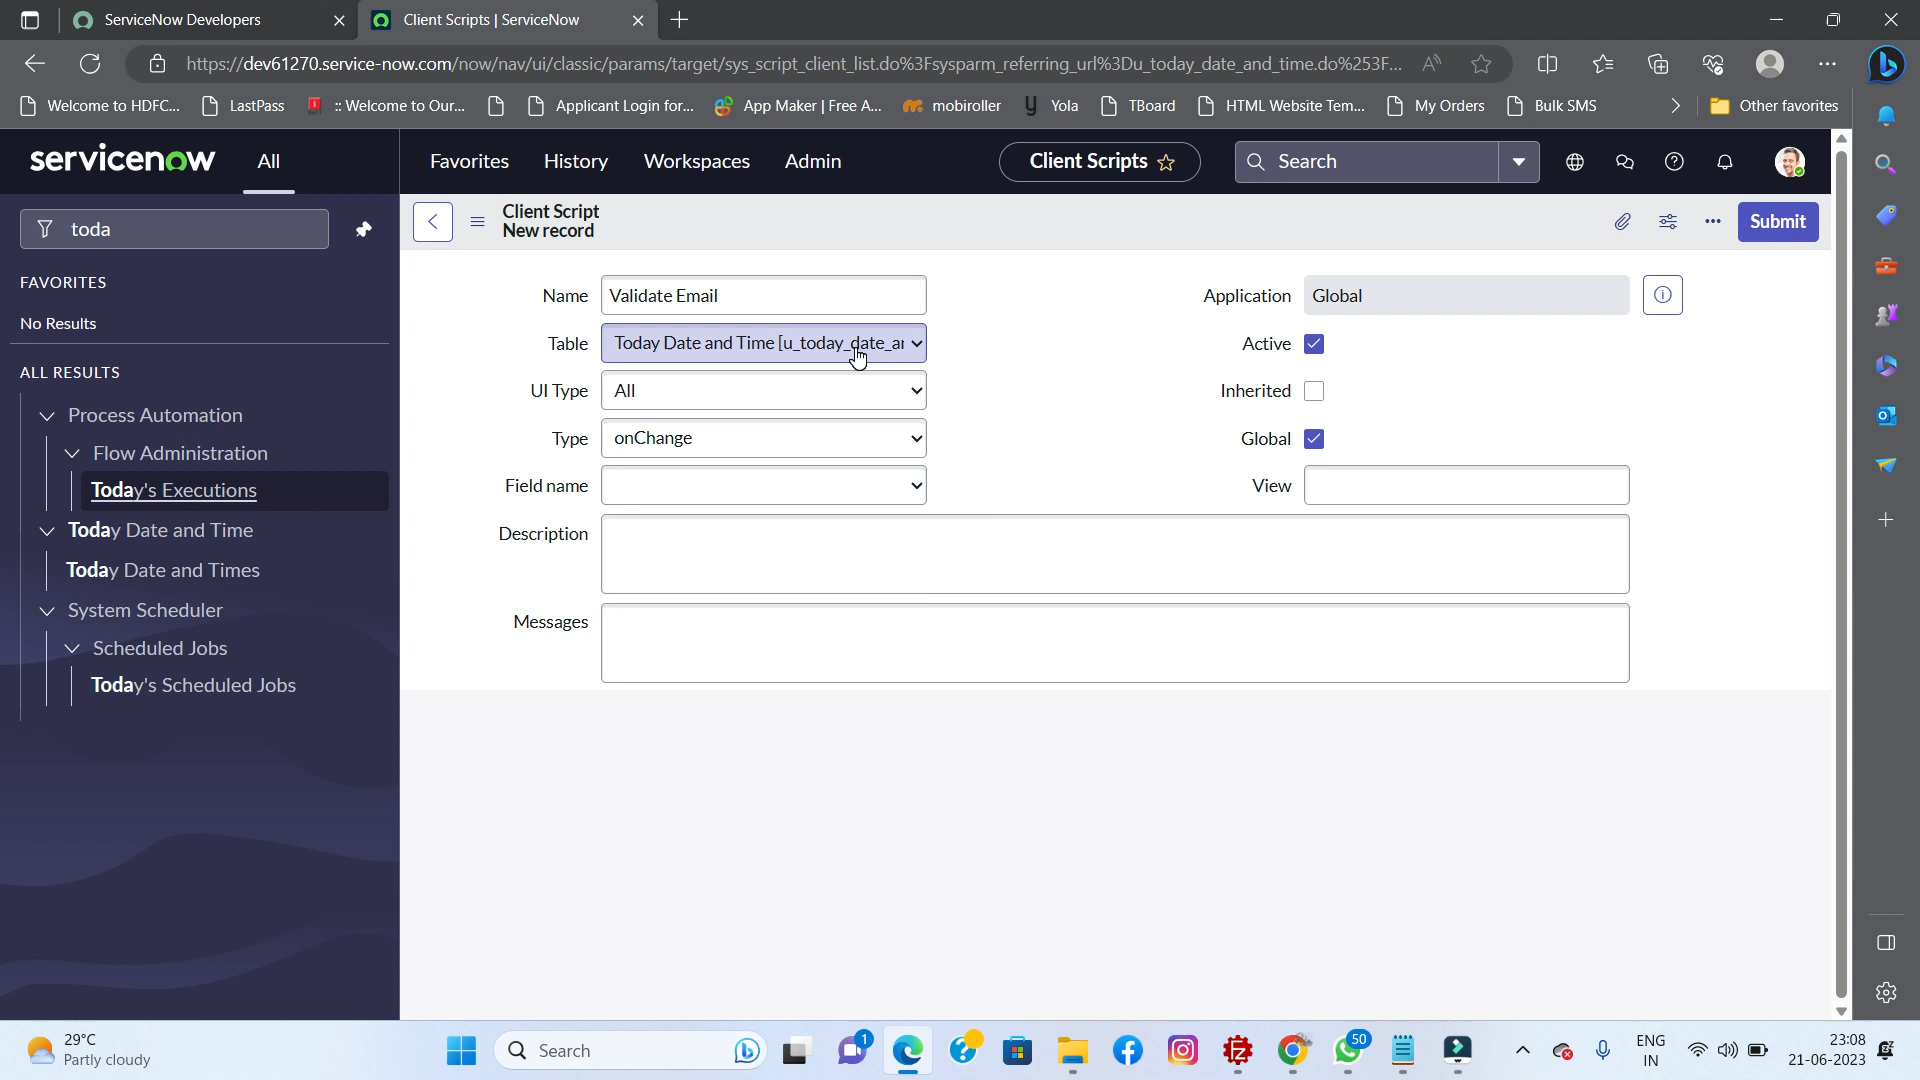 ServiceNow Developers
Client Scripts | ServiceNow
https://dev61270.service-now.com/now/nav/ui/classic/params/target/sys_script_client_list.do%3Fsysparm_referring_url%3Du_today_date_and_time.do%253F...
Welcome to HDFC...
LastPass
:: Welcome to Our...
Applicant Login for...
App Maker | Free A...
mobiroller
Yola
TBoard
HTML Website Tem...
My Orders
Bulk SMS
Other favorites
servicenow
All
Favorites
History
Workspaces
Admin
Client Scripts
Search
toda
FAVORITES
No Results
ALL RESULTS
Process Automation
Flow Administration
Today's Executions
Today Date and Time
Today Date and Times
System Scheduler
Scheduled Jobs
Today's Scheduled Jobs
Client Script
New record
Submit
Name
Validate Email
Table
Today Date and Time [u_today_date_ar
UI Type
All
Type
onChange
Field name
Description
Messages
Application
Global
Active
Inherited
Global
View
29°C
Partly cloudy
Search
1
50
ENG
IN
23:08
21-06-2023